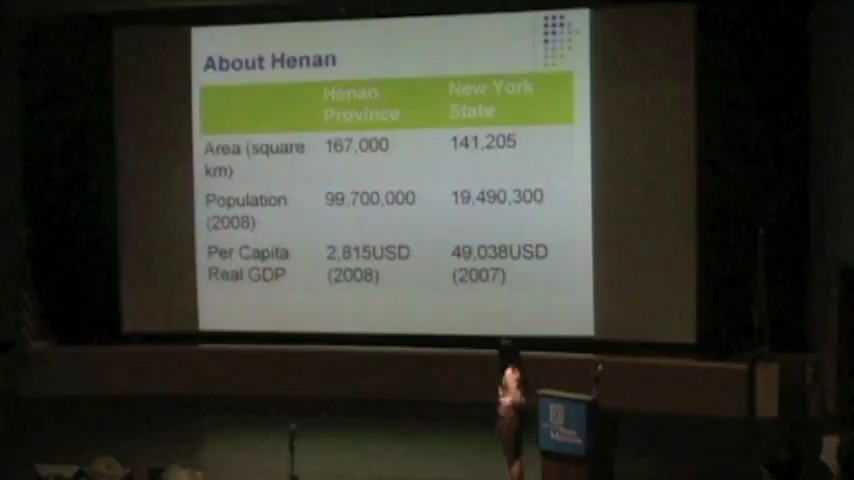 About Henan
Henan New York
Province State
Area (square 167,000 141,205
km)
Population 99,700,000 19,490,300
(2008)
Per Capita 2,815USD 49,038USD
Real GDP (2008) (2007)